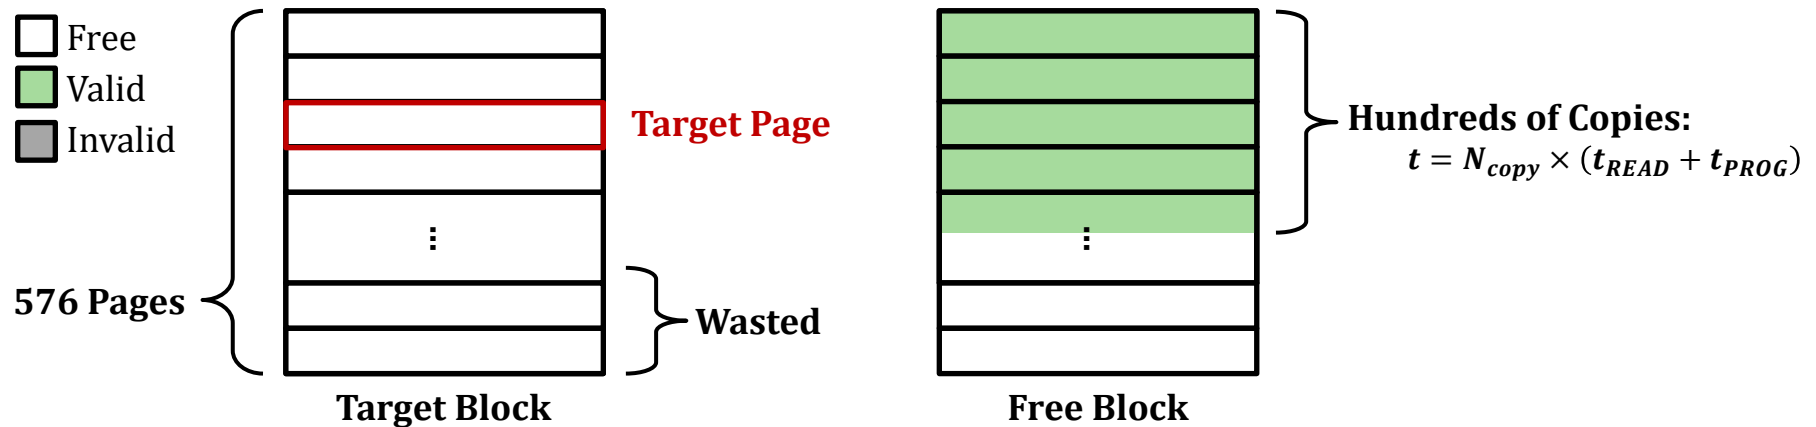 Free
Valid
Invalid
576 Pages
Target Page
⋮
Wasted
Target Block
⋮
Hundreds of Copies:
t = N_copy × (t_READ + t_PROG)
Free Block